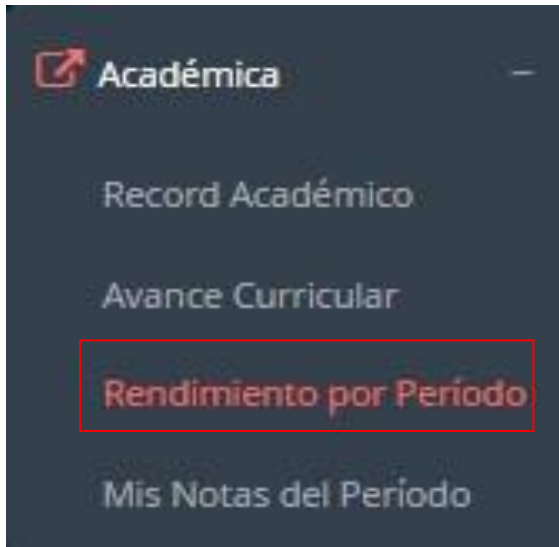 Académica
Record Académico
Avance Curricular
Rendimiento por Período
Mis Notas del Período